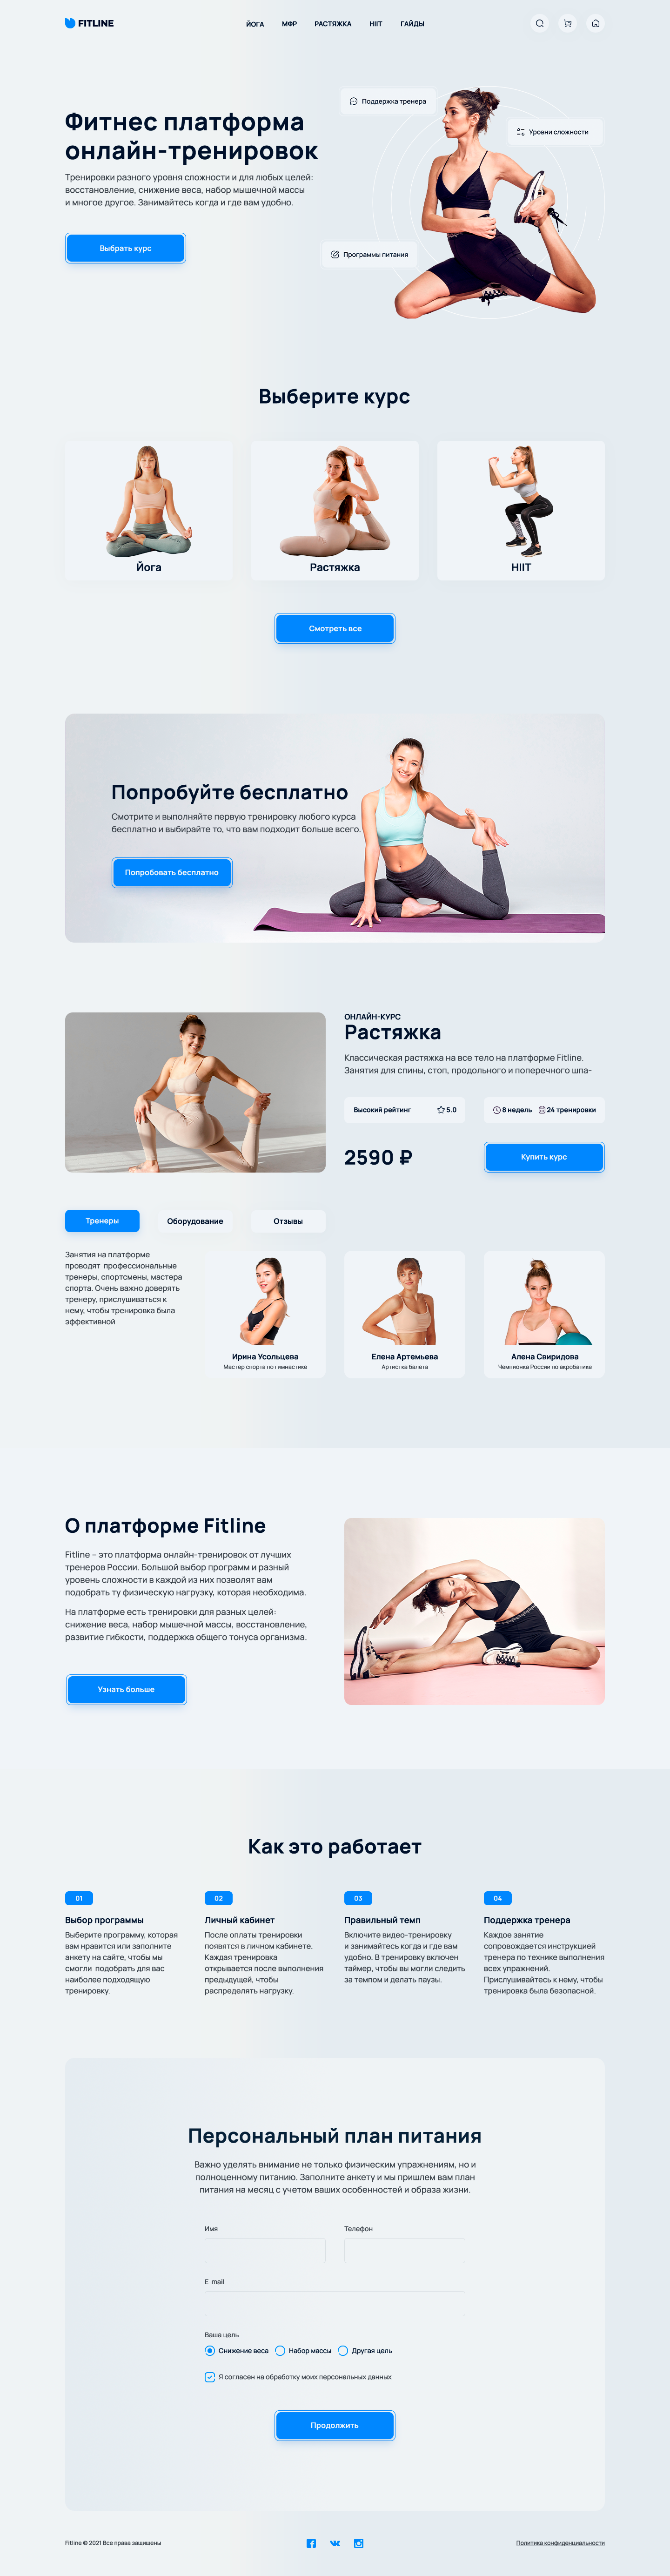 FITLINE
ЙОГА
МФР
РАСТЯЖКА
HIIT
ГАЙДЫ
Поддержка тренера
Уровни сложности
Фитнес платформа
онлайн-тренировок
Тренировки разного уровня сложности и для любых целей:
восстановление, снижение веса, набор мышечной массы
и многое другое. Занимайтесь когда и где вам удобно.
Программы питания
Выбрать курс
Выберите курс
Йога
Растяжка
HIIT
Смотреть все
Попробуйте бесплатно
Смотрите и выполняйте первую тренировку любого курса
бесплатно и выбирайте то, что вам подходит больше всего.
Попробовать бесплатно
ОНЛАЙН-КУРС
Растяжка
Классическая растяжка на все тело на платформе Fitline.
Занятия для спины, стоп, продольного и поперечного шпа-
Высокий рейтинг
5.0
8 недель
24 тренировки
2590 ₽
Купить курс
Тренеры
Оборудование
Отзывы
Занятия на платформе
проводят профессиональные
тренеры, спортсмены, мастера
спорта. Очень важно доверять
тренеру, прислушиваться к
нему, чтобы тренировка была
эффективной
Ирина Усольцева
Мастер спорта по гимнастике
Елена Артемьева
Артистка балета
Алена Свиридова
Чемпионка России по акробатике
О платформе Fitline
Fitline – это платформа онлайн-тренировок от лучших
тренеров России. Большой выбор программ и разный
уровень сложности в каждой из них позволят вам
подобрать ту физическую нагрузку, которая необходима.
На платформе есть тренировки для разных целей:
снижение веса, набор мышечной массы, восстановление,
развитие гибкости, поддержка общего тонуса организма.
Узнать больше
Как это работает
01
Выбор программы
Выберите программу, которая
вам нравится или заполните
анкету на сайте, чтобы мы
смогли подобрать для вас
наиболее подходящую
тренировку.
02
Личный кабинет
После оплаты тренировки
появятся в личном кабинете.
Каждая тренировка
открывается после выполнения
предыдущей, чтобы
распределять нагрузку.
03
Правильный темп
Включите видео-тренировку
и занимайтесь когда и где вам
удобно. В тренировку включен
таймер, чтобы вы могли следить
за темпом и делать паузы.
04
Поддержка тренера
Каждое занятие
сопровождается инструкцией
тренера по технике выполнения
всех упражнений.
Прислушивайтесь к нему, чтобы
тренировка была безопасной.
Персональный план питания
Важно уделять внимание не только физическим упражнениям, но и
полноценному питанию. Заполните анкету и мы пришлем вам план
питания на месяц с учетом ваших особенностей и образа жизни.
Имя
Телефон
E-mail
Ваша цель
Снижение веса
Набор массы
Другая цель
Я согласен на обработку моих персональных данных
Продолжить
Fitline © 2021 Все права защищены
Политика конфиденциальности